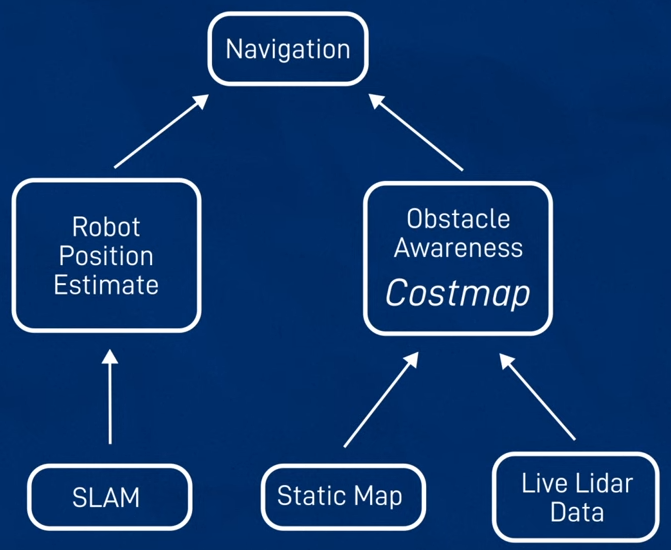 Navigation
Robot
Position
Estimate
Obstacle
Awareness
Costmap
SLAM
Static Map
Live Lidar
Data